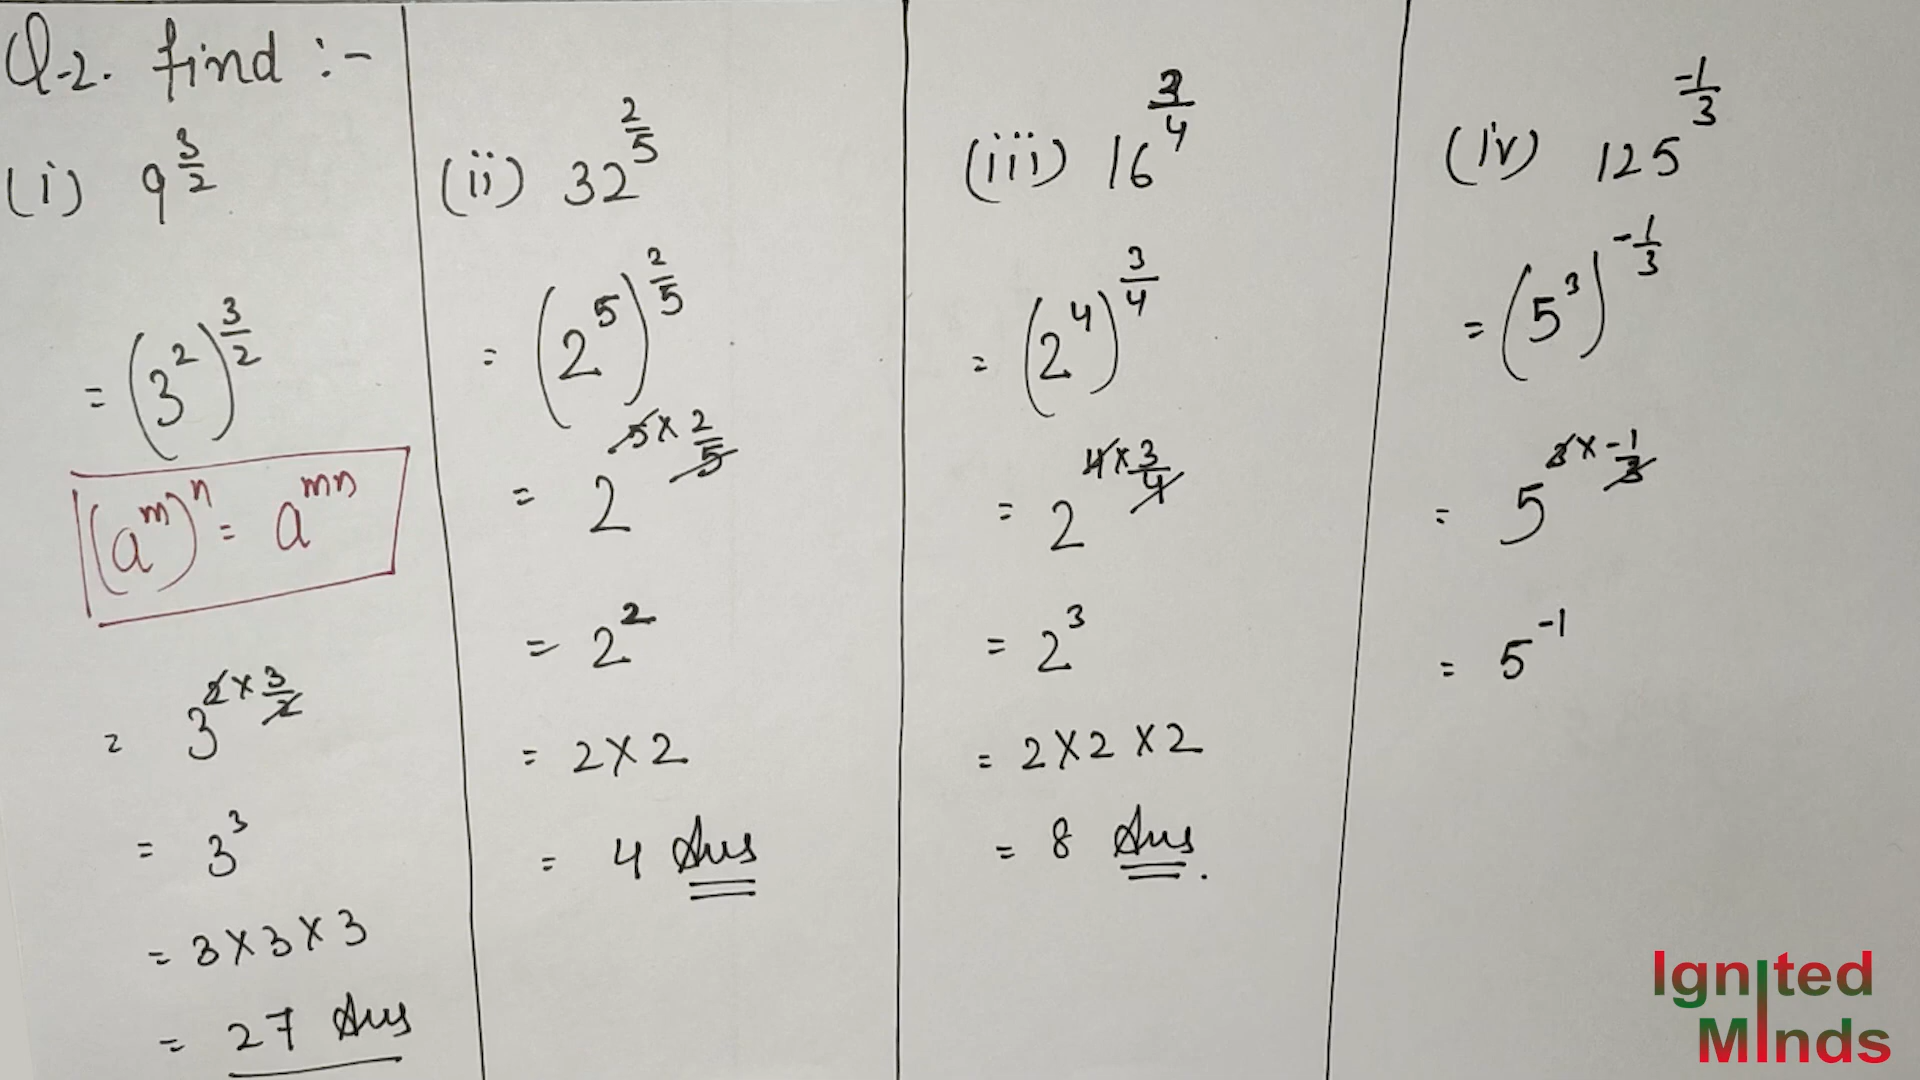 Q.2. find :-
(i) 9^(3/2)
= (3^2)^(3/2)
(a^m)^n = a^mn
= 3^(2×3/2)
= 3^3
= 3×3×3
= 27 Ans
(ii) 32^(2/5)
= (2^5)^(2/5)
= 2^(5×2/5)
= 2^2
= 2×2
= 4 Ans
(iii) 16^(3/4)
= (2^4)^(3/4)
= 2^(4×3/4)
= 2^3
= 2×2×2
= 8 Ans.
(iv) 125^(-1/3)
= (5^3)^(-1/3)
= 5^(3×-1/3)
= 5^-1
Ignited
Minds